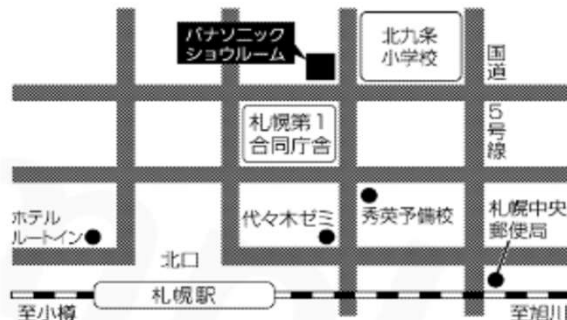 パナソニック
ショウルーム
北九条
小学校
国道
5号線
札幌第1
合同庁舎
ホテル
ルートイン
代々木ゼミ
秀英予備校
札幌中央
郵便局
北口
札幌駅
至小樽
至旭川